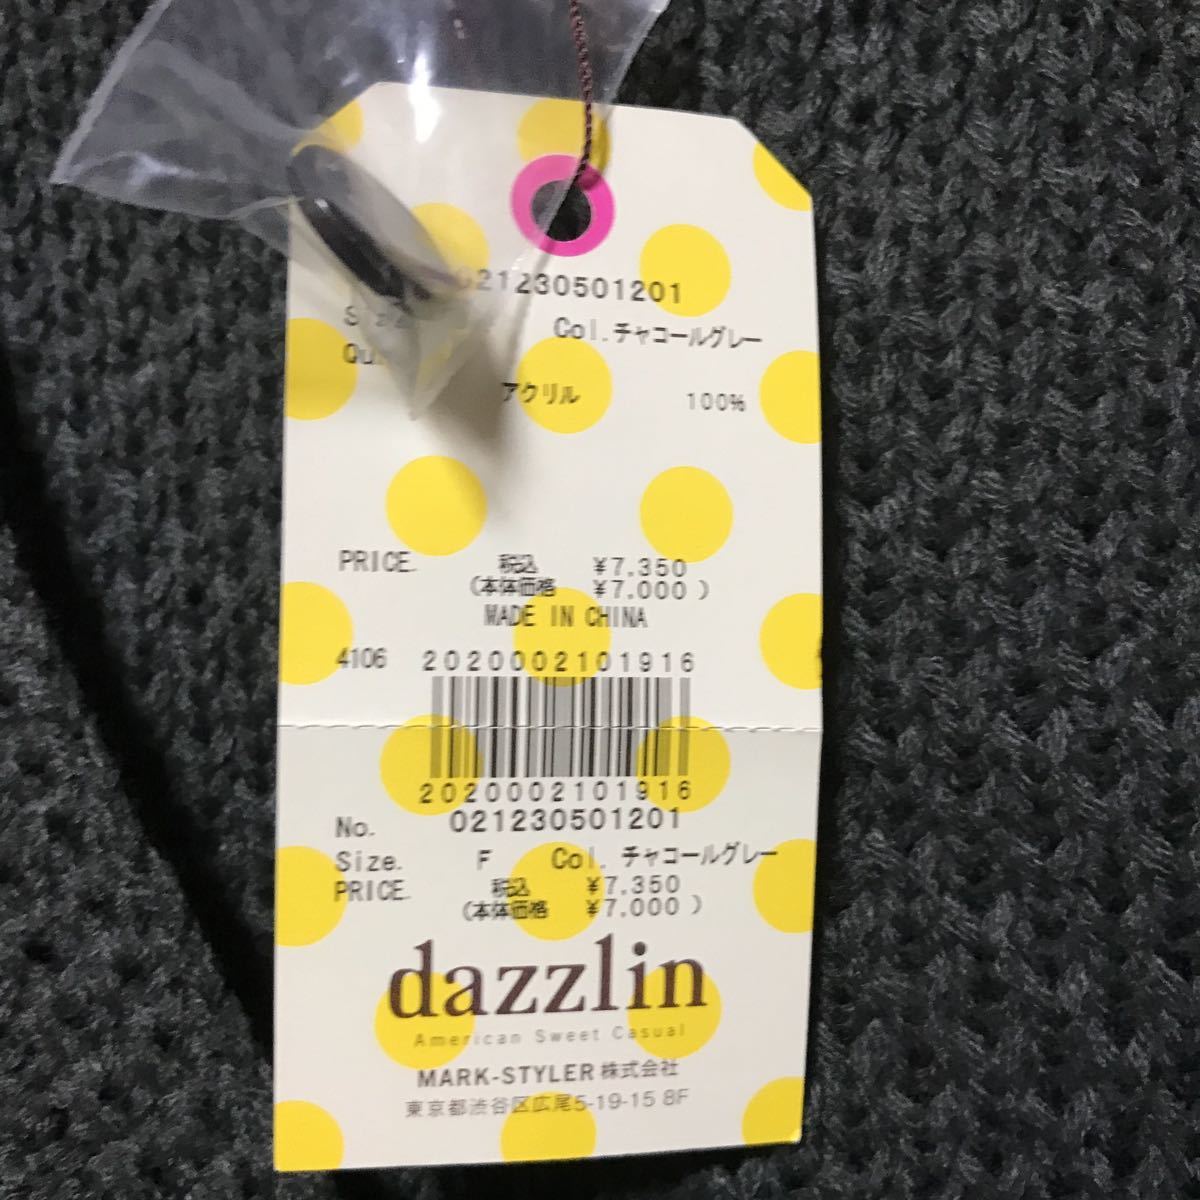 021230501201
Col.チャコールグレー
アクリル 100%
PRICE. 税込 ¥7.350
(本体価格 ¥7.000 )
MADE IN CHINA
4106 2020002101916
2020002101916
No. 021230501201
Size. F Col. チャコールグレー
PRICE. 税込 ¥7.350
(本体価格 ¥7.000 )
dazzlin
American Sweet Casual
MARK-STYLER 株式会社
東京都渋谷区広尾5-19-15 8F